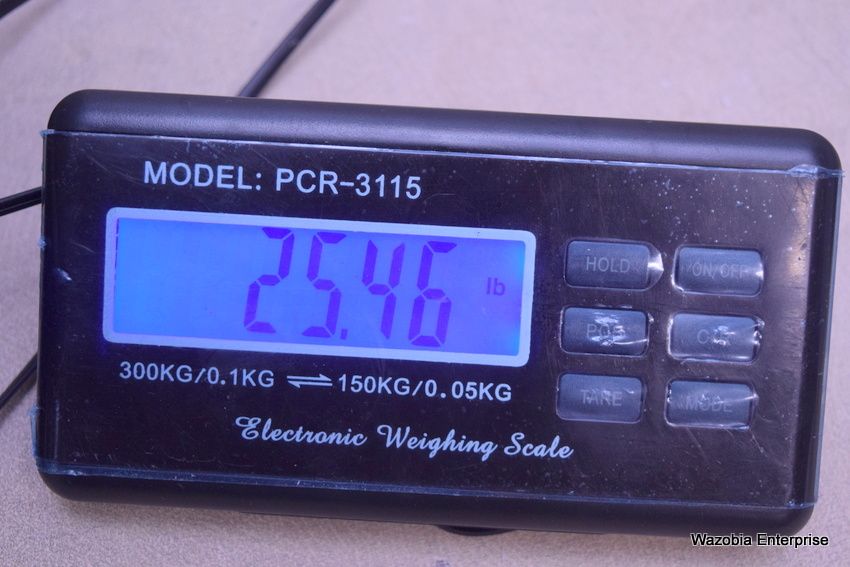 MODEL: PCR-3115
25.46 lb
300KG/0.1KG ⇌ 150KG/0.05KG
Electronic Weighing Scale
HOLD ON/OFF
PCS
TARE MODE
Wazobia Enterprise